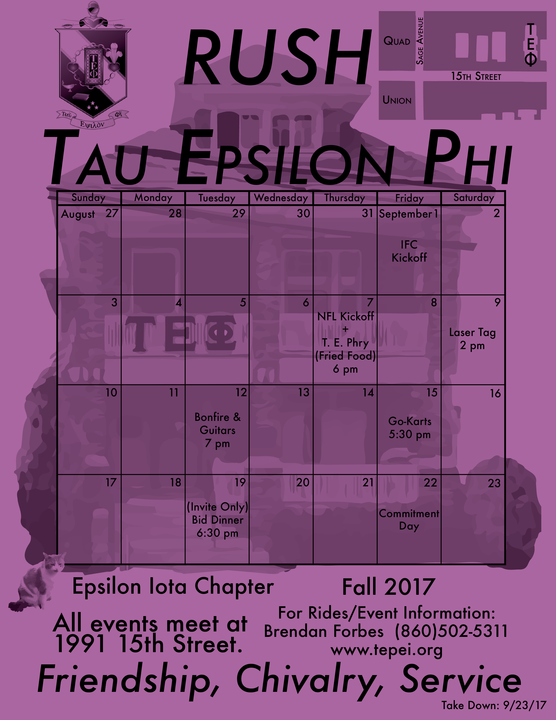 RUSH
QUAD
SAGE AVENUE
ΤΕΦ
15TH STREET
UNION
ΤΕΦ
TAU EPSILON PHI
Sunday Monday Tuesday Wednesday Thursday Friday Saturday
August 27 28 29 30 31 September 1 2
IFC
Kickoff
3 4 5 6 7 8 9
ΤΕΦ
NFL Kickoff
+
T. E. Phry
(Fried Food)
6 pm
Laser Tag
2 pm
10 11 12 13 14 15 16
Bonfire &
Guitars
7 pm
Go-Karts
5:30 pm
17 18 19 20 21 22 23
(Invite Only)
Bid Dinner
6:30 pm
Commitment
Day
Epsilon Iota Chapter
Fall 2017
All events meet at
1991 15th Street.
For Rides/Event Information:
Brendan Forbes (860)502-5311
www.tepei.org
Friendship, Chivalry, Service
Take Down: 9/23/17